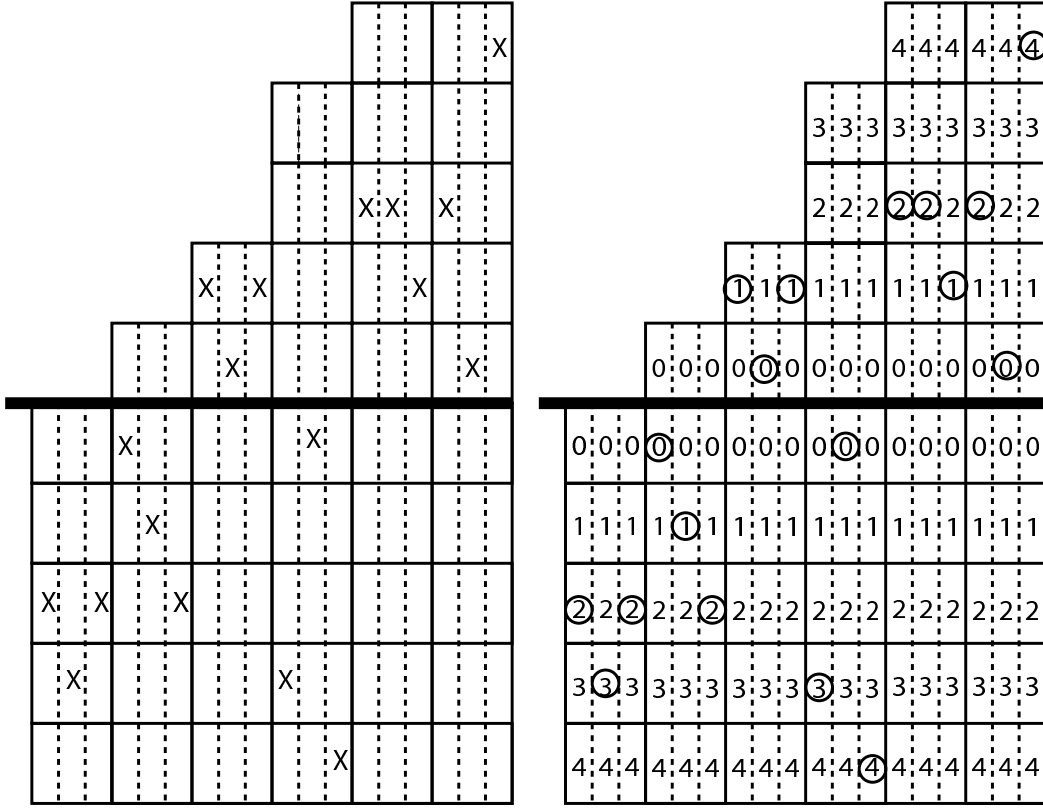 X 4 4 4 4 4 4
3 3 3 3 3 3 3 3 3
X X X 2 2 2 2 2 2 2 2 2
X X X 1 1 1 1 1 1 1 1 1 1 1 1
X X 0 0 0 0 0 0 0 0 0 0 0 0 0 0 0
X X 0 0 0 0 0 0 0 0 0 0 0 0 0 0 0 0 0 0
X 1 1 1 1 1 1 1 1 1 1 1 1 1 1 1 1 1 1
X X X 2 2 2 2 2 2 2 2 2 2 2 2 2 2 2 2 2 2
X X 3 3 3 3 3 3 3 3 3 3 3 3 3 3 3 3 3 3
X 4 4 4 4 4 4 4 4 4 4 4 4 4 4 4 4 4 4